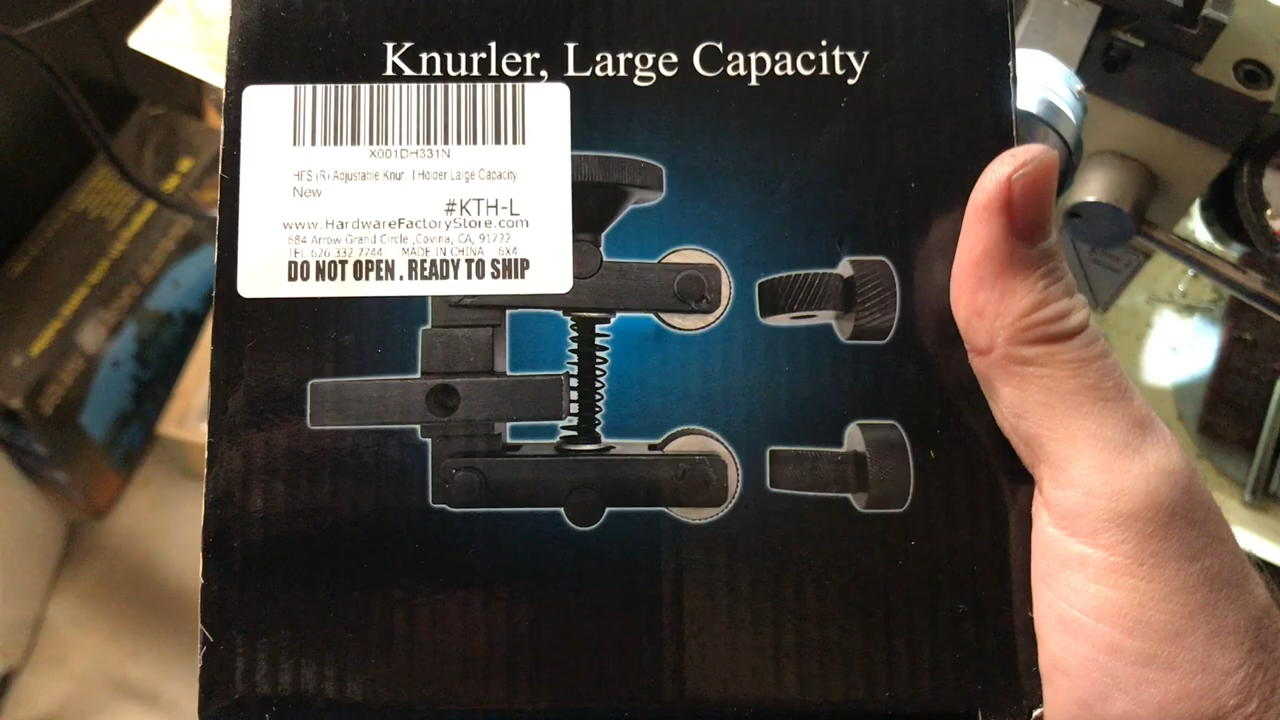 Knurler, Large Capacity
X001DH331N
HFS (R) Adjustable Knur. l Holder Large Capacity
New
#KTH-L
www.HardwareFactoryStore.com
684 Arrow Grand Circle ,Covina, CA, 91722
TEL 626 332 7744 MADE IN CHINA 6X4
DO NOT OPEN . READY TO SHIP